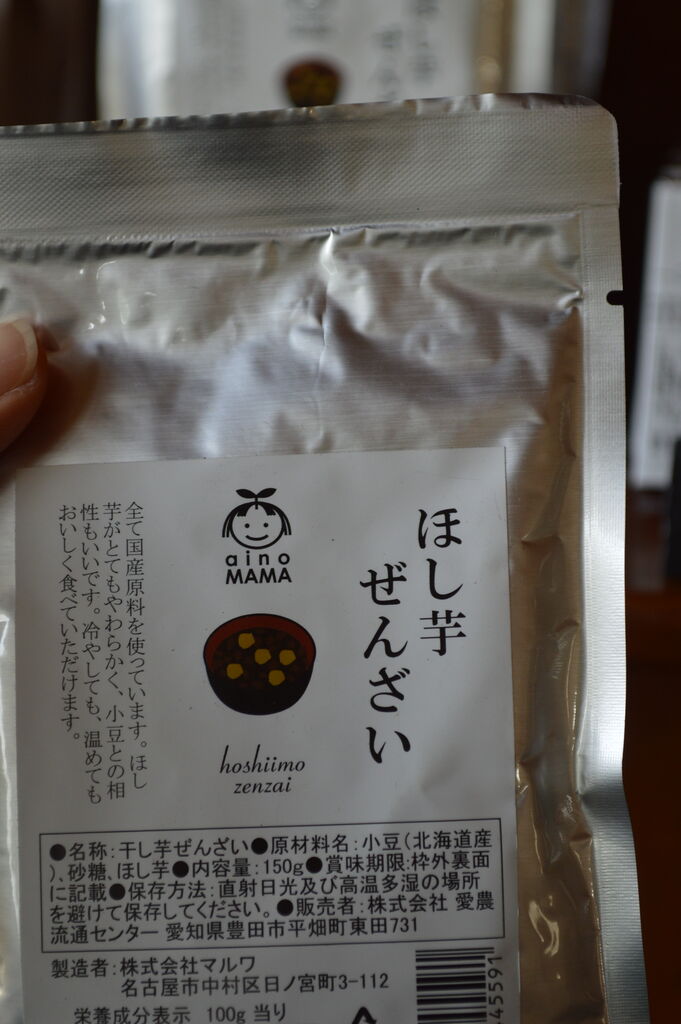 ほし芋
ぜんざい
aino
MAMA
hoshiimo
zenzai
全て国産原料を使っています。ほし
芋がとてもやわらかく、小豆との相
性もいいです。冷やしても、温めても
おいしく食べていただけます。
●名称:干し芋ぜんざい●原材料名:小豆(北海道産
)、砂糖、ほし芋●内容量:150g●賞味期限:枠外裏面
に記載●保存方法:直射日光及び高温多湿の場所
を避けて保存してください。●販売者:株式会社 愛農
流通センター 愛知県豊田市平畑町東田731
製造者:株式会社マルワ
名古屋市中村区日ノ宮町3-112
栄養成分表示 100g 当り
45591